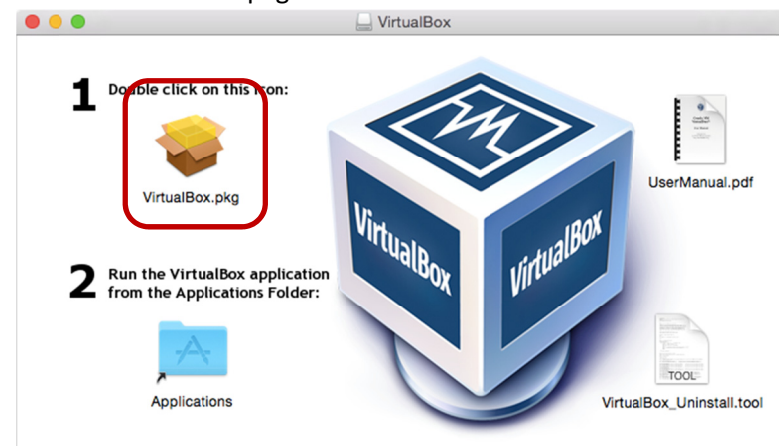 VirtualBox
1 Double click on this icon:
VirtualBox.pkg
2 Run the VirtualBox application
from the Applications Folder:
Applications
VirtualBox
VirtualBox
UserManual.pdf
TOOL
VirtualBox_Uninstall.tool